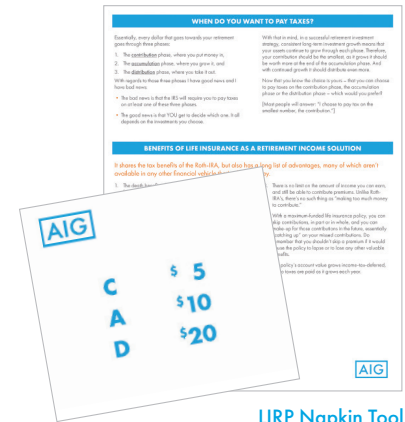 WHEN DO YOU WANT TO PAY TAXES?
Essentially, every dollar that goes towards your retirement
goes through three phases:
1. The contribution phase, where you put money in,
2. The accumulation phase, where you grow it, and
3. The distribution phase, where you take it out.
With regards to those three phases I have good news and I
have bad news:
• The bad news is that the IRS will require you to pay taxes
on at least one of these three phases.
• The good news is that YOU get to decide which one. It all
depends on the investments you choose.
With that in mind, in a successful retirement investment
strategy, consistent long-term investment growth means that
your assets continue to grow through each phase. Therefore,
your contribution should be the smallest, as it grows it should
be worth more at the end of the accumulation phase. And
with continued growth it should distribute even more.
Now that you know the choice is yours – that you can choose
to pay taxes on the contribution phase, the accumulation
phase or the distribution phase – which would you prefer?
(Most people will answer: "I choose to pay tax on the
smallest number, the contribution.")
BENEFITS OF LIFE INSURANCE AS A RETIREMENT INCOME SOLUTION
It shares the tax benefits of the Roth-IRA, but also has a long list of advantages, many of which aren't
available in any other financial vehicle
1. The death
There is no limit on the amount of income you can earn,
and still be able to contribute premiums. Unlike Roth-
IRA's, there's no such thing as "making too much money
to contribute."
With a maximum-funded life insurance policy, you can
skip contributions, in part or in whole, and you can
make up for those contributions in the future, essentially
"catching up" on your missed contributions. Do
remember that you shouldn't skip a premium if it would
the policy to lapse or lose any other valuable
policy's account value grows income-tax-deferred,
taxes are paid as it grows each year.
AIG
C $ 5
A $10
D $20
AIG
LIRP Napkin Tool